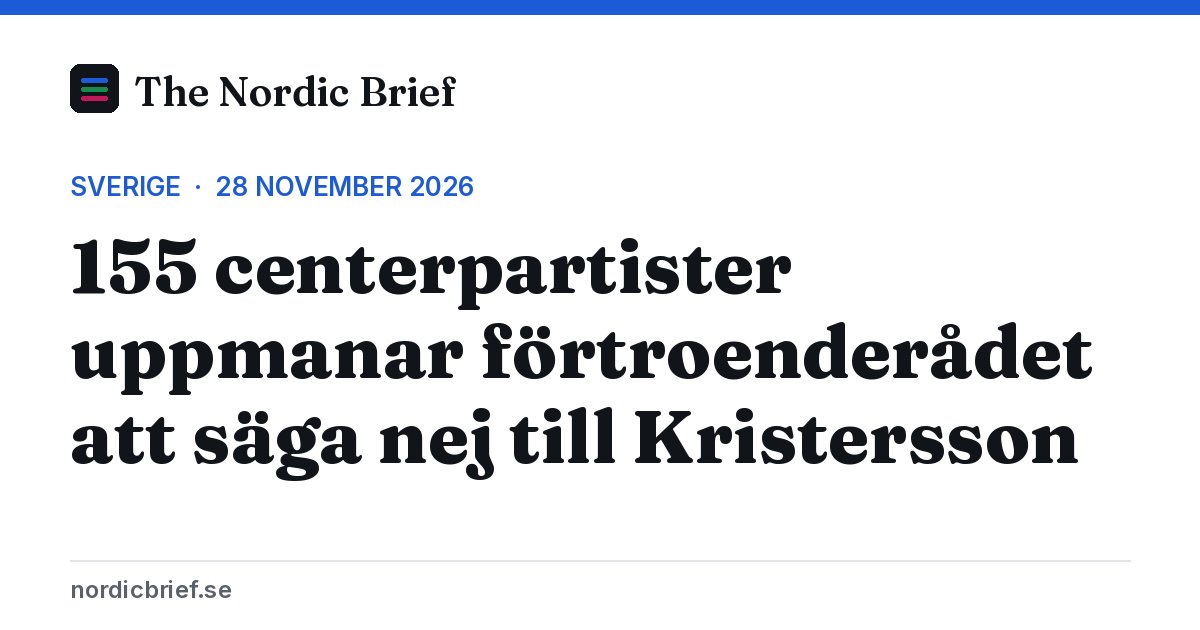 The Nordic Brief
SVERIGE · 28 NOVEMBER 2026
155 centerpartister
uppmanar förtroenderådet
att säga nej till Kristersson
nordicbrief.se